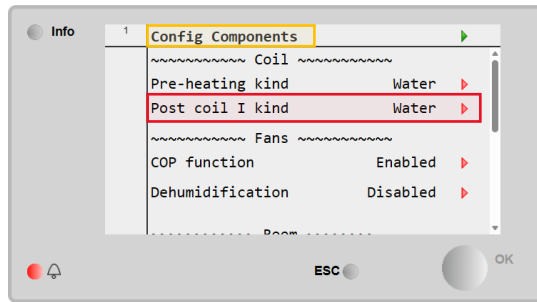 Info
1
Config Components
~~~~~~~~~~~ Coil ~~~~~~~~~~~
Pre-heating kind Water
Post coil I kind Water
~~~~~~~~~~~ Fans ~~~~~~~~~~~
COP function Enabled
Dehumidification Disabled
Room
ESC
OK